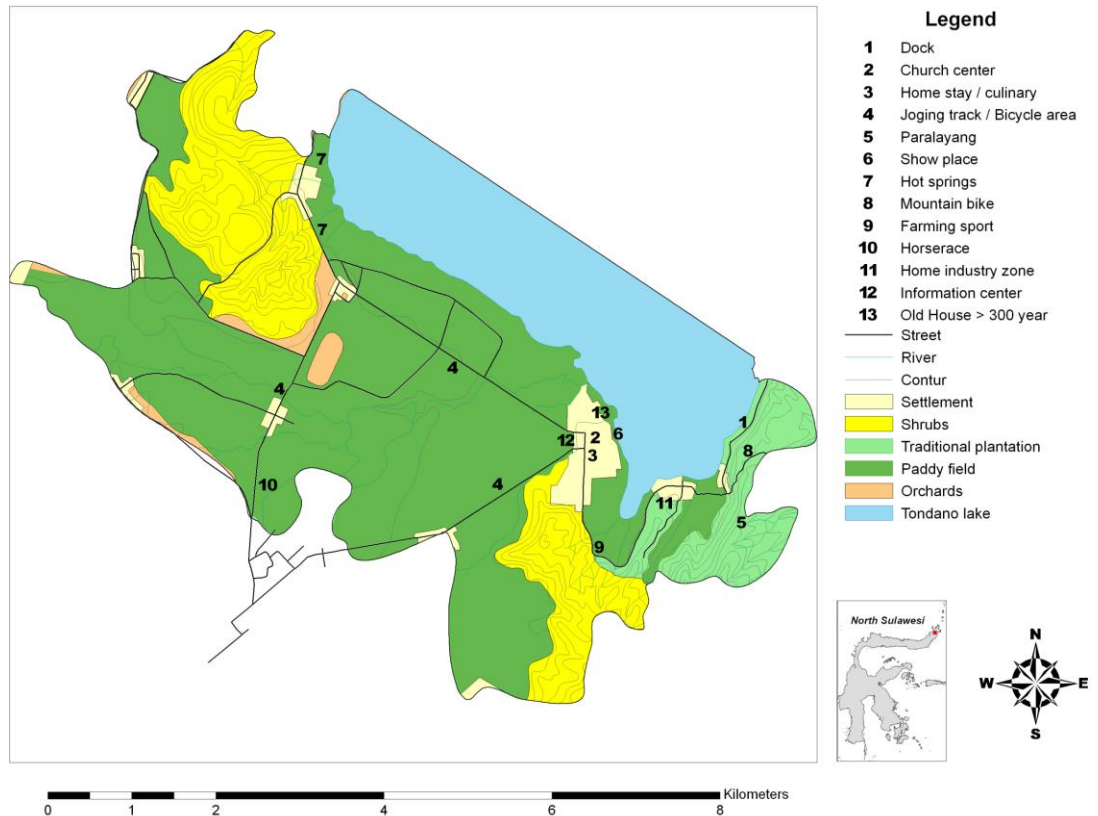 Legend
1 Dock
2 Church center
3 Home stay / culinary
4 Joging track / Bicycle area
5 Paralayang
6 Show place
7 Hot springs
8 Mountain bike
9 Farming sport
10 Horserace
11 Home industry zone
12 Information center
13 Old House > 300 year
Street
River
Contur
Settlement
Shrubs
Traditional plantation
Paddy field
Orchards
Tondano lake
7
7
4
4
13
1
12 2 6
3
8
10
4
11
5
9
North Sulawesi
N
W E
S
Kilometers
0 1 2 4 6 8